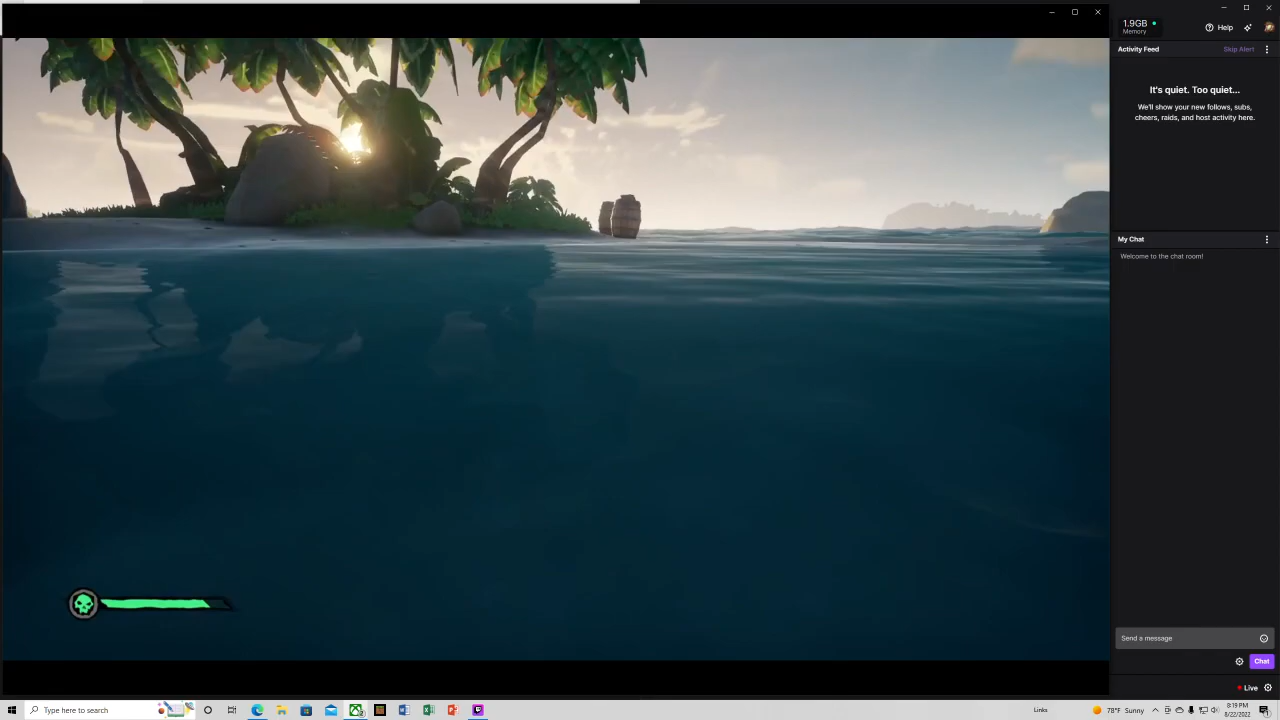 1.9GB
Memory
Help
Activity Feed
Skip Alert
It's quiet. Too quiet...
We'll show your new follows, subs,
cheers, raids, and host activity here.
My Chat
Welcome to the chat room!
Send a message
Chat
Live
Type here to search
Links
78°F Sunny
8:19 PM
8/22/2022